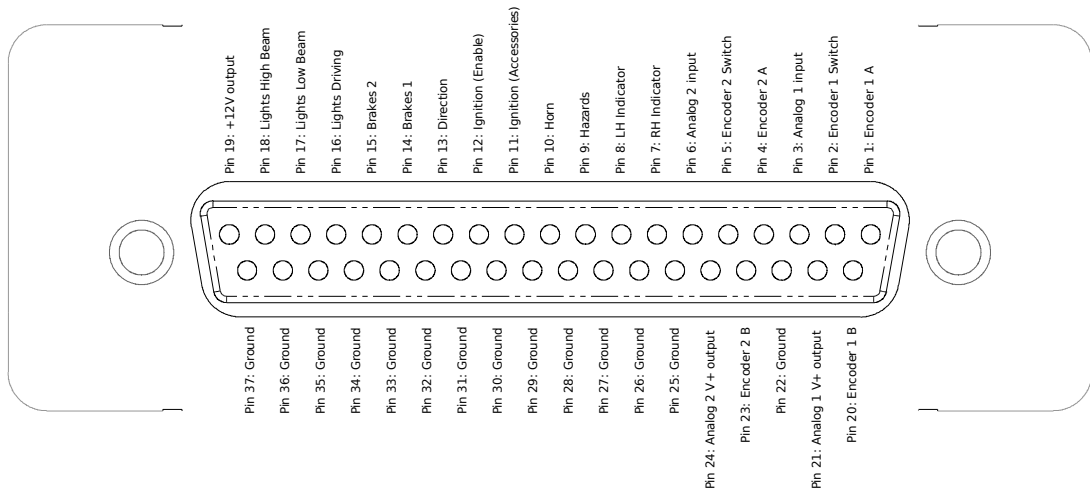 Pin 19: +12V output
Pin 18: Lights High Beam
Pin 17: Lights Low Beam
Pin 16: Lights Driving
Pin 15: Brakes 2
Pin 14: Brakes 1
Pin 13: Direction
Pin 12: Ignition (Enable)
Pin 11: Ignition (Accessories)
Pin 10: Horn
Pin 9: Hazards
Pin 8: LH Indicator
Pin 7: RH Indicator
Pin 6: Analog 2 input
Pin 5: Encoder 2 Switch
Pin 4: Encoder 2 A
Pin 3: Analog 1 input
Pin 2: Encoder 1 Switch
Pin 1: Encoder 1 A
Pin 37: Ground
Pin 36: Ground
Pin 35: Ground
Pin 34: Ground
Pin 33: Ground
Pin 32: Ground
Pin 31: Ground
Pin 30: Ground
Pin 29: Ground
Pin 28: Ground
Pin 27: Ground
Pin 26: Ground
Pin 25: Ground
Pin 24: Analog 2 V+ output
Pin 23: Encoder 2 B
Pin 22: Ground
Pin 21: Analog 1 V+ output
Pin 20: Encoder 1 B